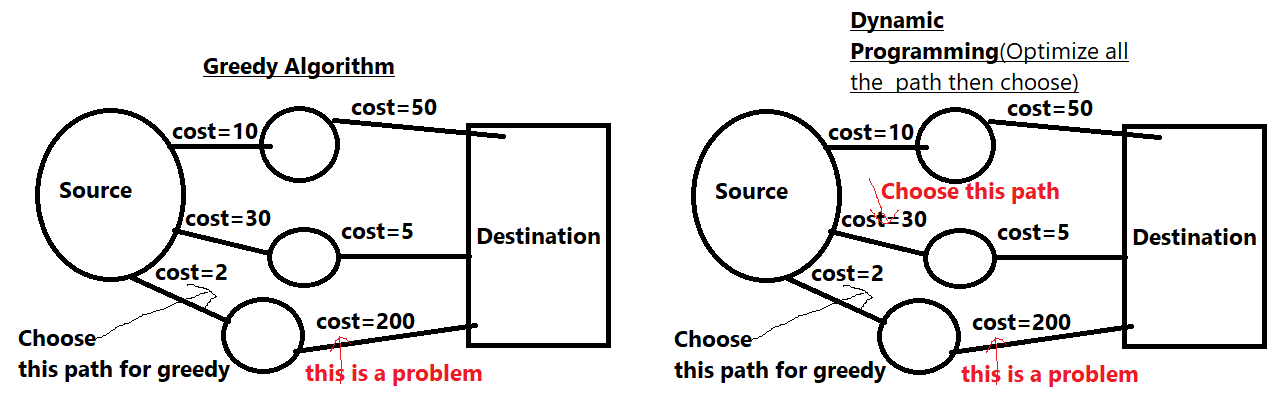 Greedy Algorithm
cost=50
cost=10
Source
cost=30
cost=5
Destination
cost=2
cost=200
Choose
this path for greedy
this is a problem
Dynamic
Programming(Optimize all
the path then choose)
cost=50
cost=10
Source
Choose this path
cost=30
cost=5
Destination
cost=2
cost=200
Choose
this path for greedy
this is a problem